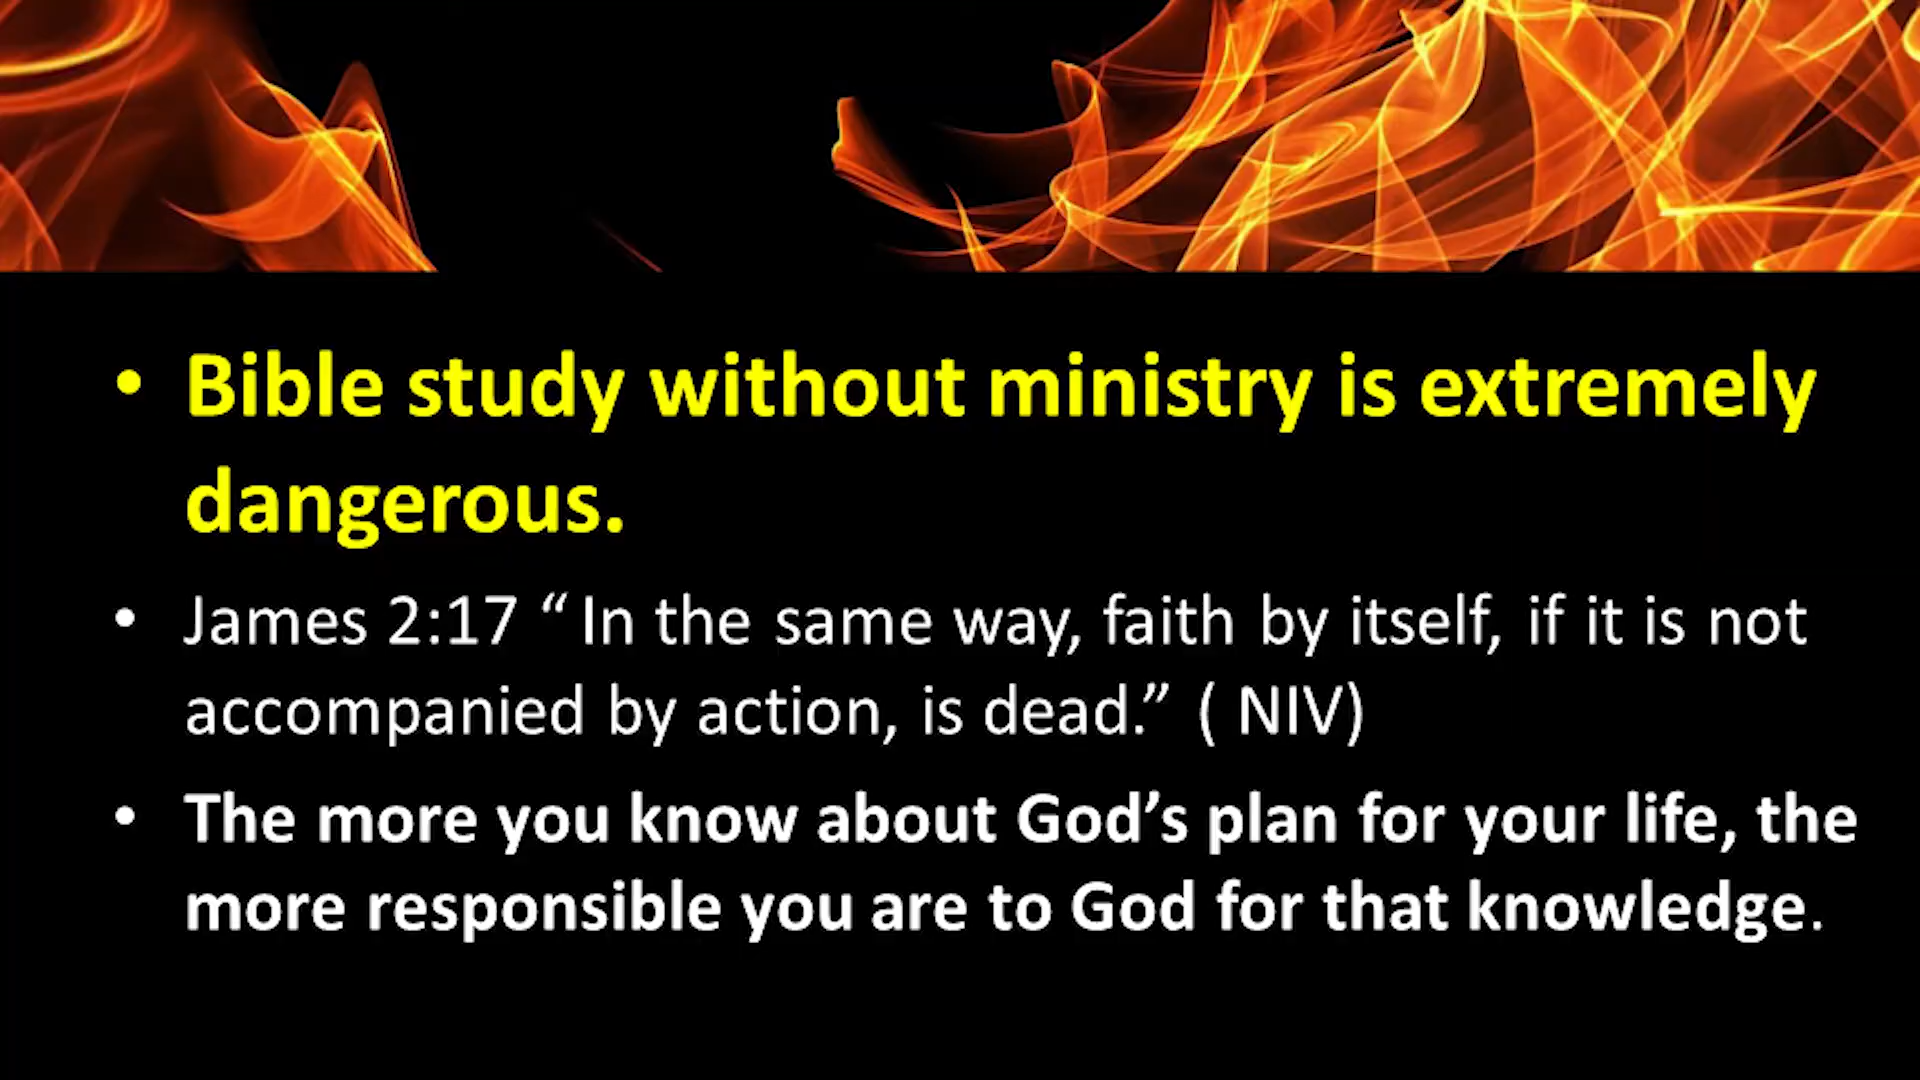 • Bible study without ministry is extremely
dangerous.
• James 2:17 “ In the same way, faith by itself, if it is not
accompanied by action, is dead.” ( NIV)
• The more you know about God’s plan for your life, the
more responsible you are to God for that knowledge.